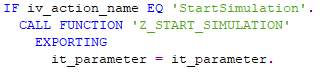 IF iv_action_name EQ 'StartSimulation'.
CALL FUNCTION 'Z_START_SIMULATION'
EXPORTING
it_parameter = it_parameter.